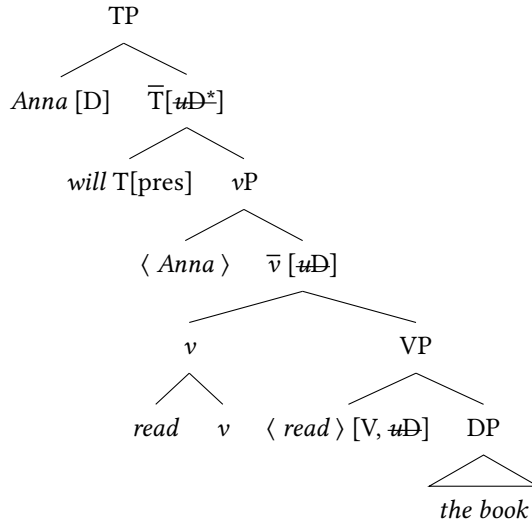 TP
Anna [D] T̅[uD*]
will T[pres] vP
⟨ Anna ⟩ v̅ [uD]
v VP
read v ⟨ read ⟩ [V, uD] DP
the book